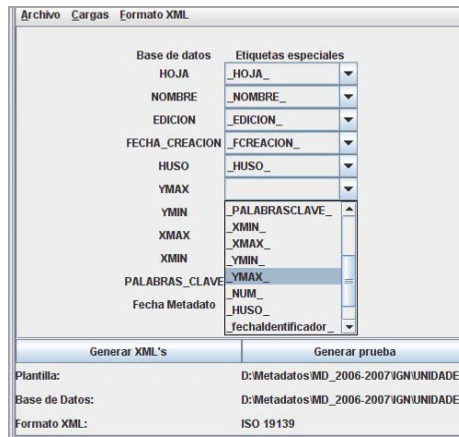 Archivo Cargas Formato XML
Base de datos Etiquetas especiales
HOJA _HOJA_
NOMBRE _NOMBRE_
EDICION _EDICION_
FECHA_CREACION _FCREACION_
HUSO _HUSO_
YMAX
YMIN _PALABRASCLAVE_
_XMIN_
XMAX _XMAX_
_YMIN_
XMIN _YMAX_
PALABRAS_CLAVE _NUM_
Fecha Metadato _HUSO_
_fechaIdentificador_
Generar XML's Generar prueba
Plantilla: D:\Metadatos\MD_2006-2007\IGN\UNIDADE
Base de Datos: D:\Metadatos\MD_2006-2007\IGN\UNIDADE
Formato XML: ISO 19139